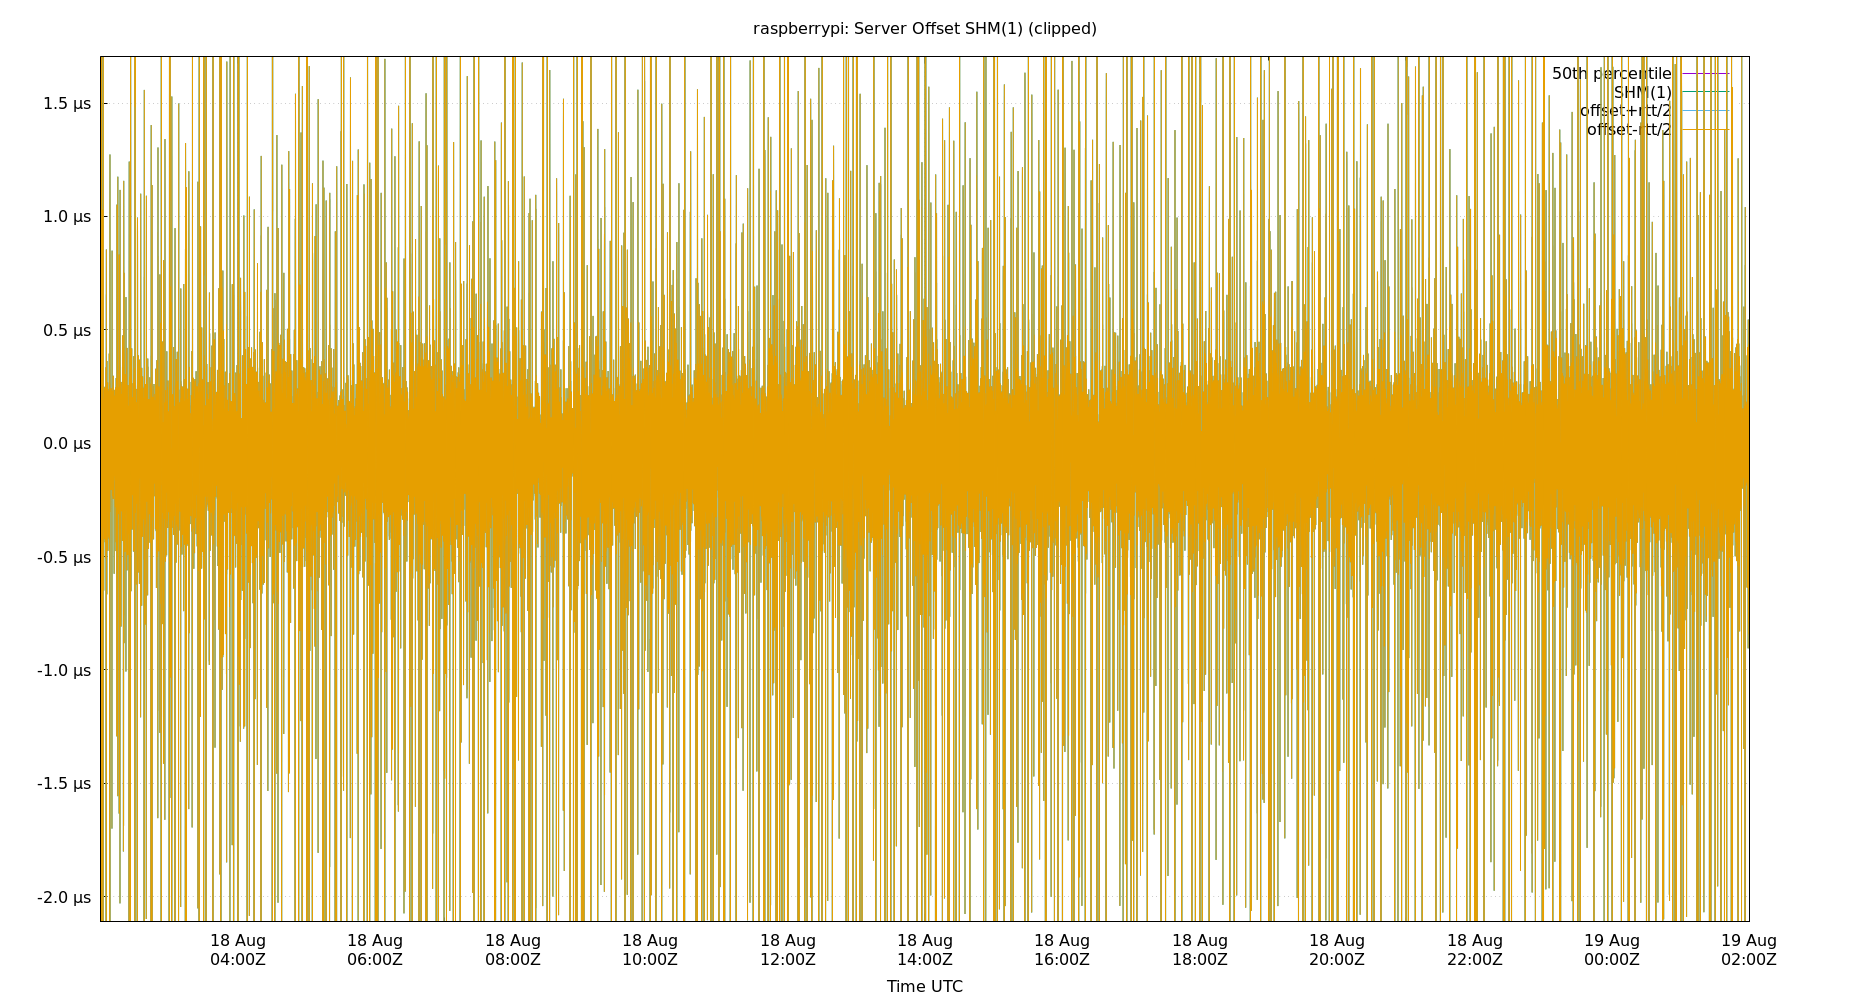 raspberrypi: Server Offset SHM(1) (clipped)
50th percentile
SHM(1)
offset+rtt/2
offset-rtt/2
1.5 µs
1.0 µs
0.5 µs
0.0 µs
-0.5 µs
-1.0 µs
-1.5 µs
-2.0 µs
18 Aug 18 Aug 18 Aug 18 Aug 18 Aug 18 Aug 18 Aug 18 Aug 18 Aug 18 Aug 19 Aug 19 Aug
04:00Z 06:00Z 08:00Z 10:00Z 12:00Z 14:00Z 16:00Z 18:00Z 20:00Z 22:00Z 00:00Z 02:00Z
Time UTC